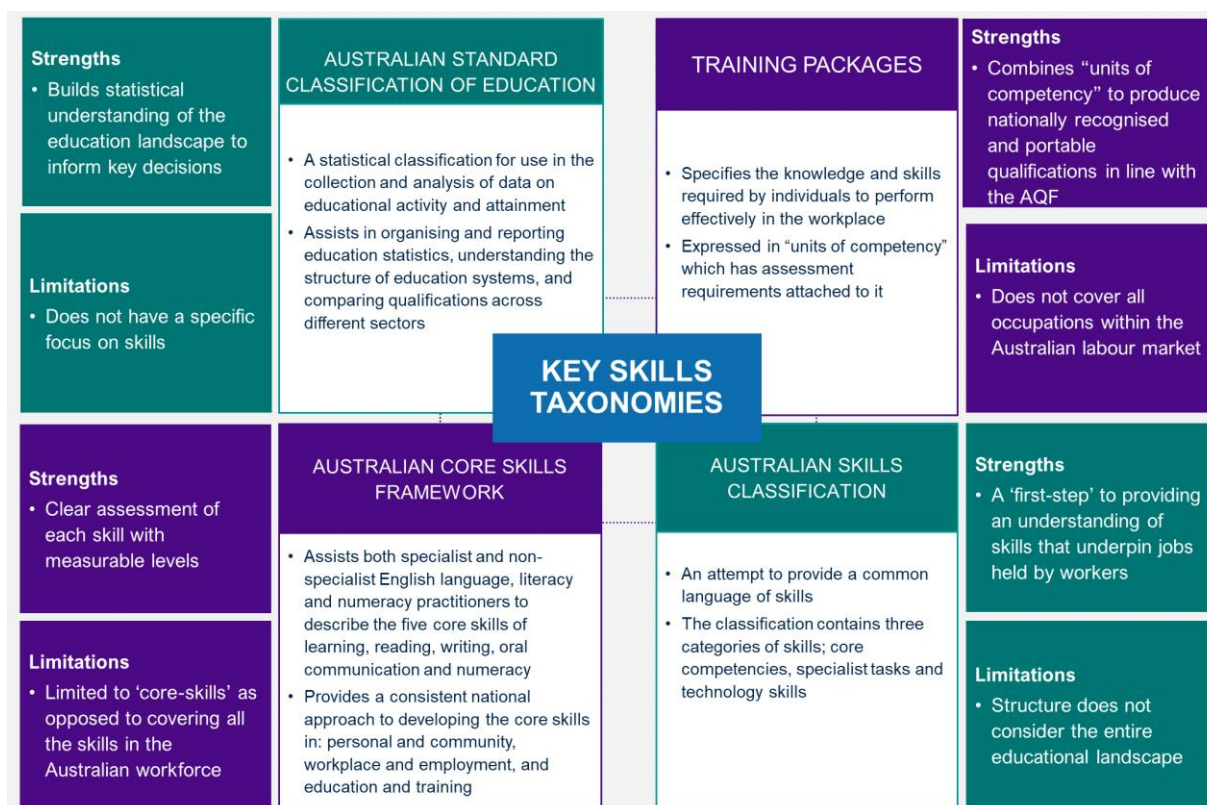 Strengths
• Builds statistical
understanding of the
education landscape to
inform key decisions
Limitations
• Does not have a specific
focus on skills
AUSTRALIAN STANDARD
CLASSIFICATION OF EDUCATION
• A statistical classification for use in the
collection and analysis of data on
educational activity and attainment
• Assists in organising and reporting
education statistics, understanding the
structure of education systems, and
comparing qualifications across
different sectors
TRAINING PACKAGES
• Specifies the knowledge and skills
required by individuals to perform
effectively in the workplace
• Expressed in “units of competency”
which has assessment
requirements attached to it
Strengths
• Combines “units of
competency” to produce
nationally recognised
and portable
qualifications in line with
the AQF
Limitations
• Does not cover all
occupations within the
Australian labour market
KEY SKILLS
TAXONOMIES
Strengths
• Clear assessment of
each skill with
measurable levels
Limitations
• Limited to ‘core-skills’ as
opposed to covering all
the skills in the
Australian workforce
AUSTRALIAN CORE SKILLS
FRAMEWORK
• Assists both specialist and non-
specialist English language, literacy
and numeracy practitioners to
describe the five core skills of
learning, reading, writing, oral
communication and numeracy
• Provides a consistent national
approach to developing the core skills
in: personal and community,
workplace and employment, and
education and training
AUSTRALIAN SKILLS
CLASSIFICATION
• An attempt to provide a common
language of skills
• The classification contains three
categories of skills; core
competencies, specialist tasks and
technology skills
Strengths
• A ‘first-step’ to providing
an understanding of
skills that underpin jobs
held by workers
Limitations
• Structure does not
consider the entire
educational landscape